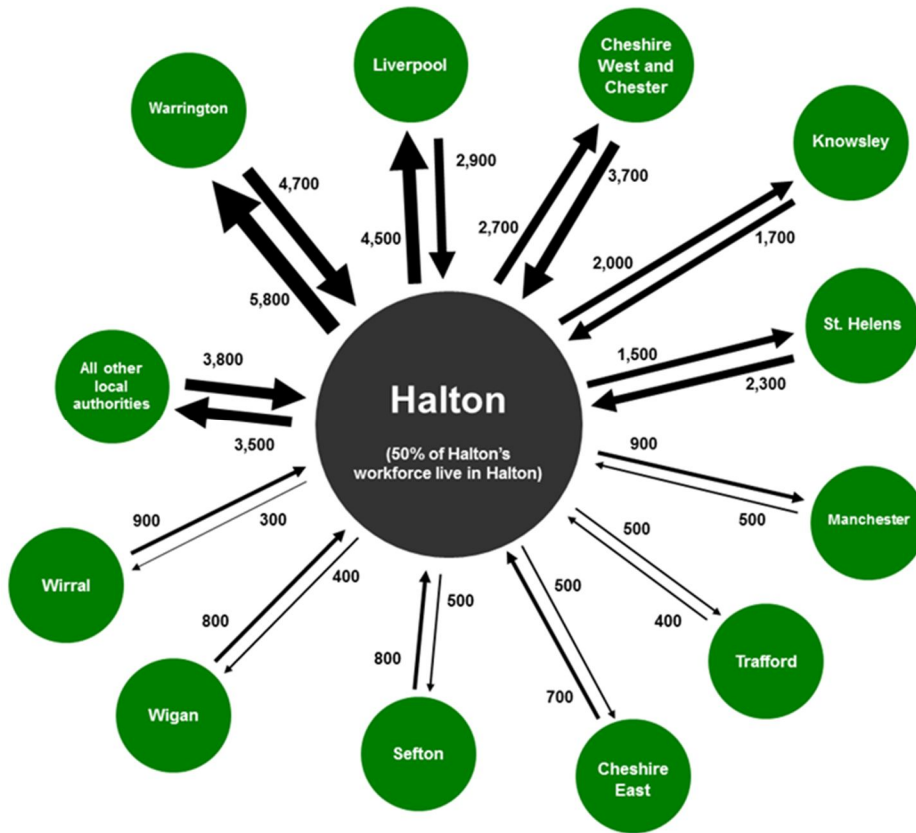 Liverpool
Cheshire
West and
Chester
Warrington
Knowsley
2,900
4,700
3,700
4,500
2,700
1,700
2,000
5,800
St. Helens
3,800
1,500
All other
local
authorities
2,300
Halton
3,500
(50% of Halton's
workforce live in Halton)
900
900
300
500
Manchester
500
400
Wirral
800
500
500
400
800
Trafford
700
Wigan
Sefton
Cheshire
East